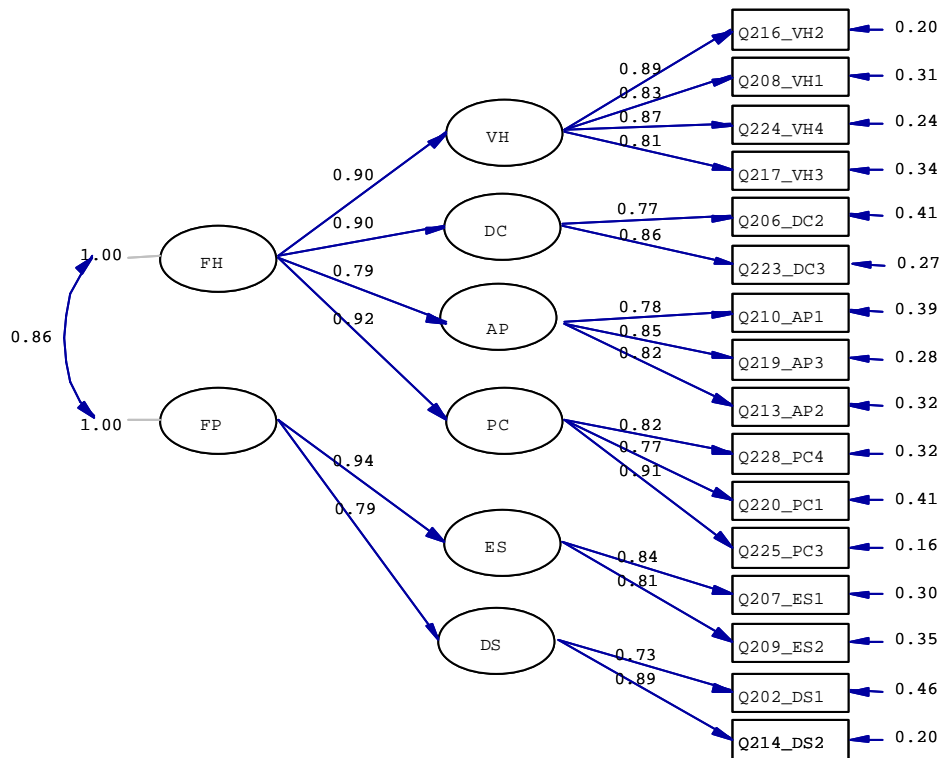 Q216_VH2 0.20
0.89
Q208_VH1 0.31
0.83
0.87 Q224_VH4 0.24
VH
0.81
Q217_VH3 0.34
0.90
0.77 Q206_DC2 0.41
0.90
DC
0.86
1.00 FH
Q223_DC3 0.27
0.79
0.78 Q210_AP1 0.39
0.92
AP
0.85
0.86
0.82
Q219_AP3 0.28
Q213_AP2 0.32
1.00 FP
PC
0.82
0.77
Q228_PC4 0.32
0.94
0.91
Q220_PC1 0.41
0.79
ES
Q225_PC3 0.16
0.84
0.81
Q207_ES1 0.30
DS
Q209_ES2 0.35
0.73
0.89
Q202_DS1 0.46
Q214_DS2 0.20